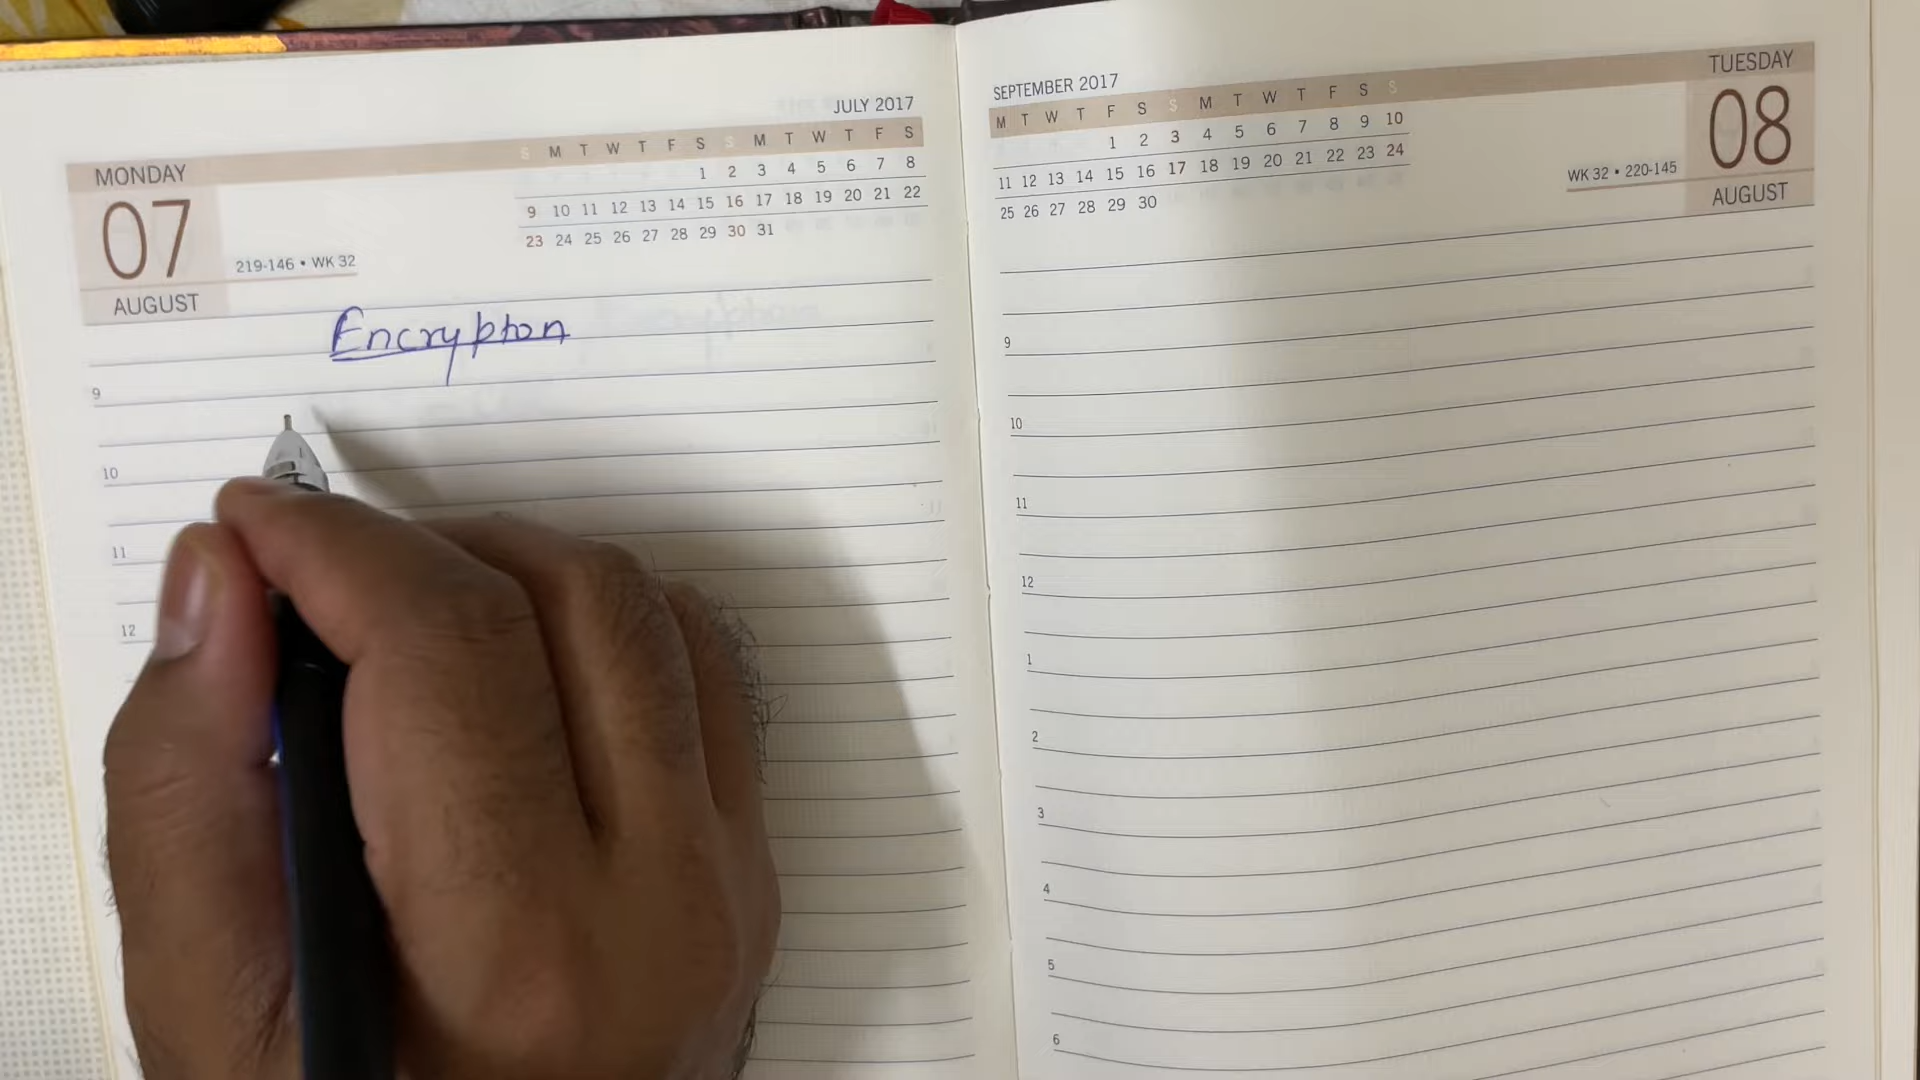 JULY 2017
S M T W T F S S M T W T F S
1 2 3 4 5 6 7 8
9 10 11 12 13 14 15 16 17 18 19 20 21 22
23 24 25 26 27 28 29 30 31
MONDAY
07
219-146 • WK 32
AUGUST
Encrypton
9
10
11
12
SEPTEMBER 2017
M T W T F S S M T W T F S S
1 2 3 4 5 6 7 8 9 10
11 12 13 14 15 16 17 18 19 20 21 22 23 24
25 26 27 28 29 30
TUESDAY
08
WK 32 • 220-145
AUGUST
9
10
11
12
1
2
3
4
5
6